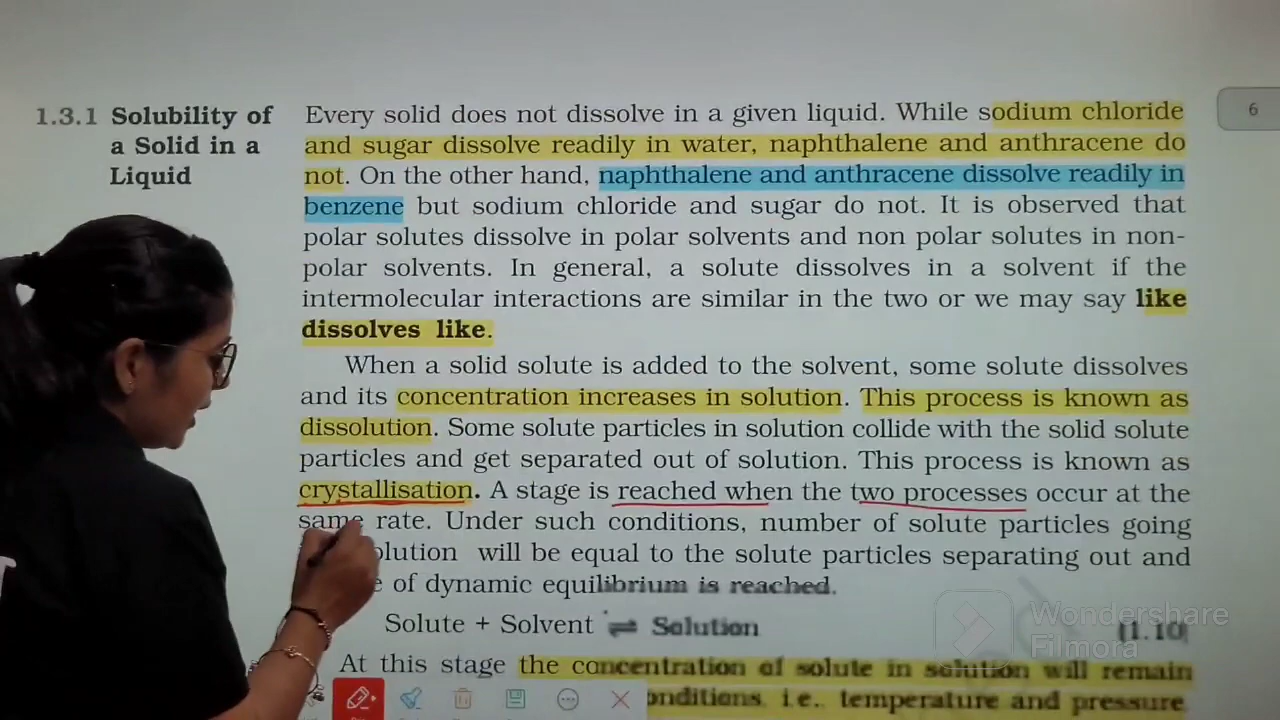 1.3.1 Solubility of a Solid in a Liquid
6
Every solid does not dissolve in a given liquid. While sodium chloride
and sugar dissolve readily in water, naphthalene and anthracene do
not. On the other hand, naphthalene and anthracene dissolve readily in
benzene but sodium chloride and sugar do not. It is observed that
polar solutes dissolve in polar solvents and non polar solutes in non-
polar solvents. In general, a solute dissolves in a solvent if the
intermolecular interactions are similar in the two or we may say like
dissolves like.
When a solid solute is added to the solvent, some solute dissolves
and its concentration increases in solution. This process is known as
dissolution. Some solute particles in solution collide with the solid solute
particles and get separated out of solution. This process is known as
crystallisation. A stage is reached when the two processes occur at the
same rate. Under such conditions, number of solute particles going
olution will be equal to the solute particles separating out and
e of dynamic equilibrium is reached.
Solute + Solvent ⇌ Solution [1.10]
At this stage the concentration of solute in solution will remain
onditions, i.e., temperature and pressure
Wondershare
Filmora